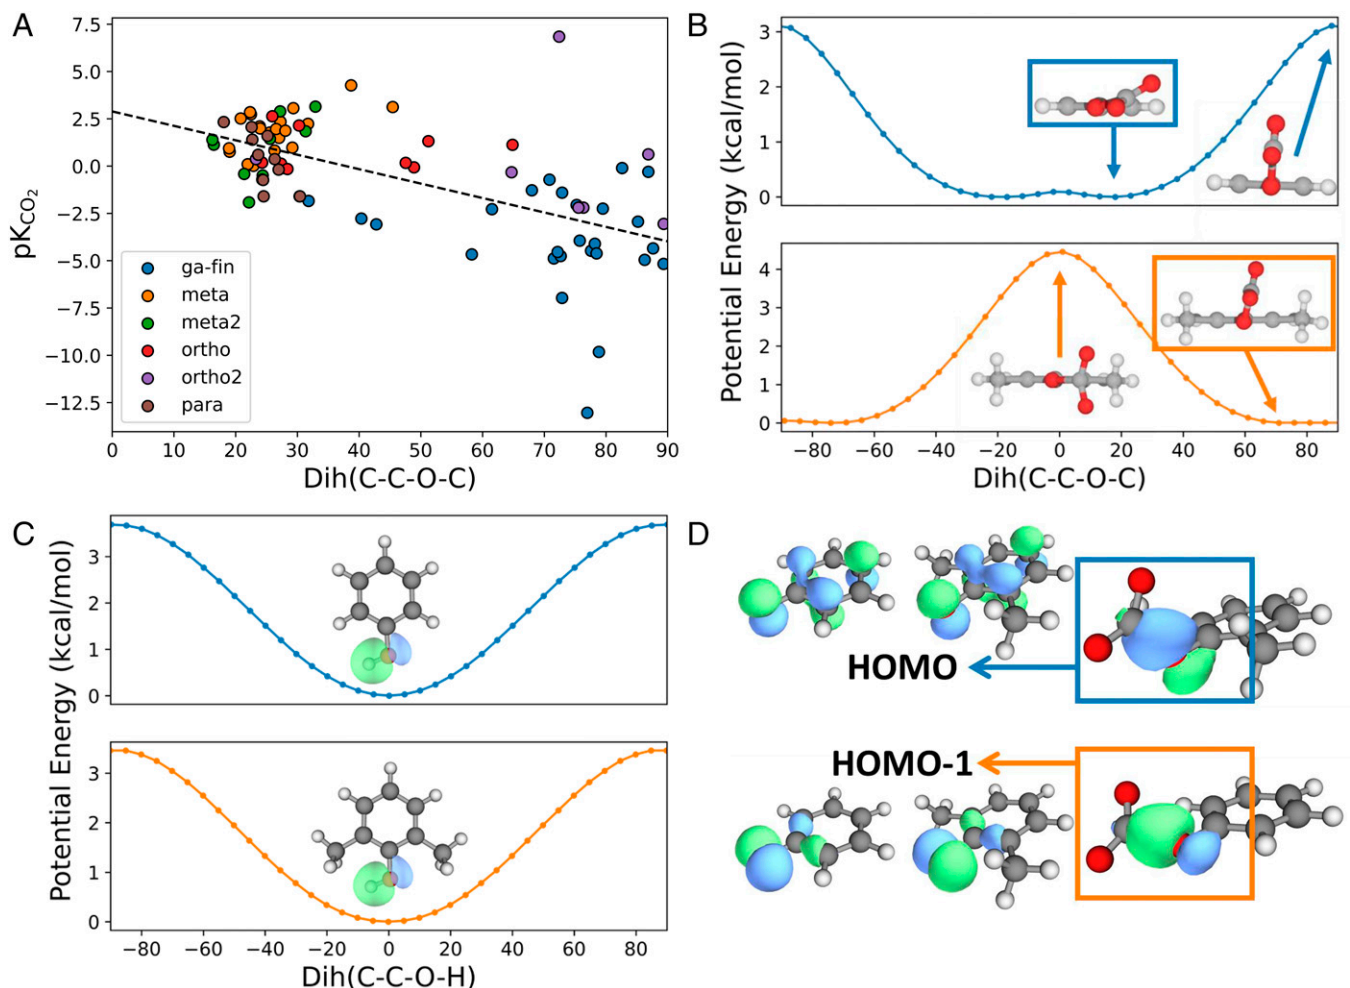 A
pK_CO2
7.5
5.0
2.5
0.0
−2.5
−5.0
−7.5
−10.0
−12.5
ga-fin
meta
meta2
ortho
ortho2
para
0 10 20 30 40 50 60 70 80 90
Dih(C-C-O-C)
B
Potential Energy (kcal/mol)
3
2
1
0
4
3
2
1
0
−80 −60 −40 −20 0 20 40 60 80
Dih(C-C-O-C)
C
Potential Energy (kcal/mol)
3
2
1
0
3
2
1
0
−80 −60 −40 −20 0 20 40 60 80
Dih(C-C-O-H)
D
HOMO
HOMO-1